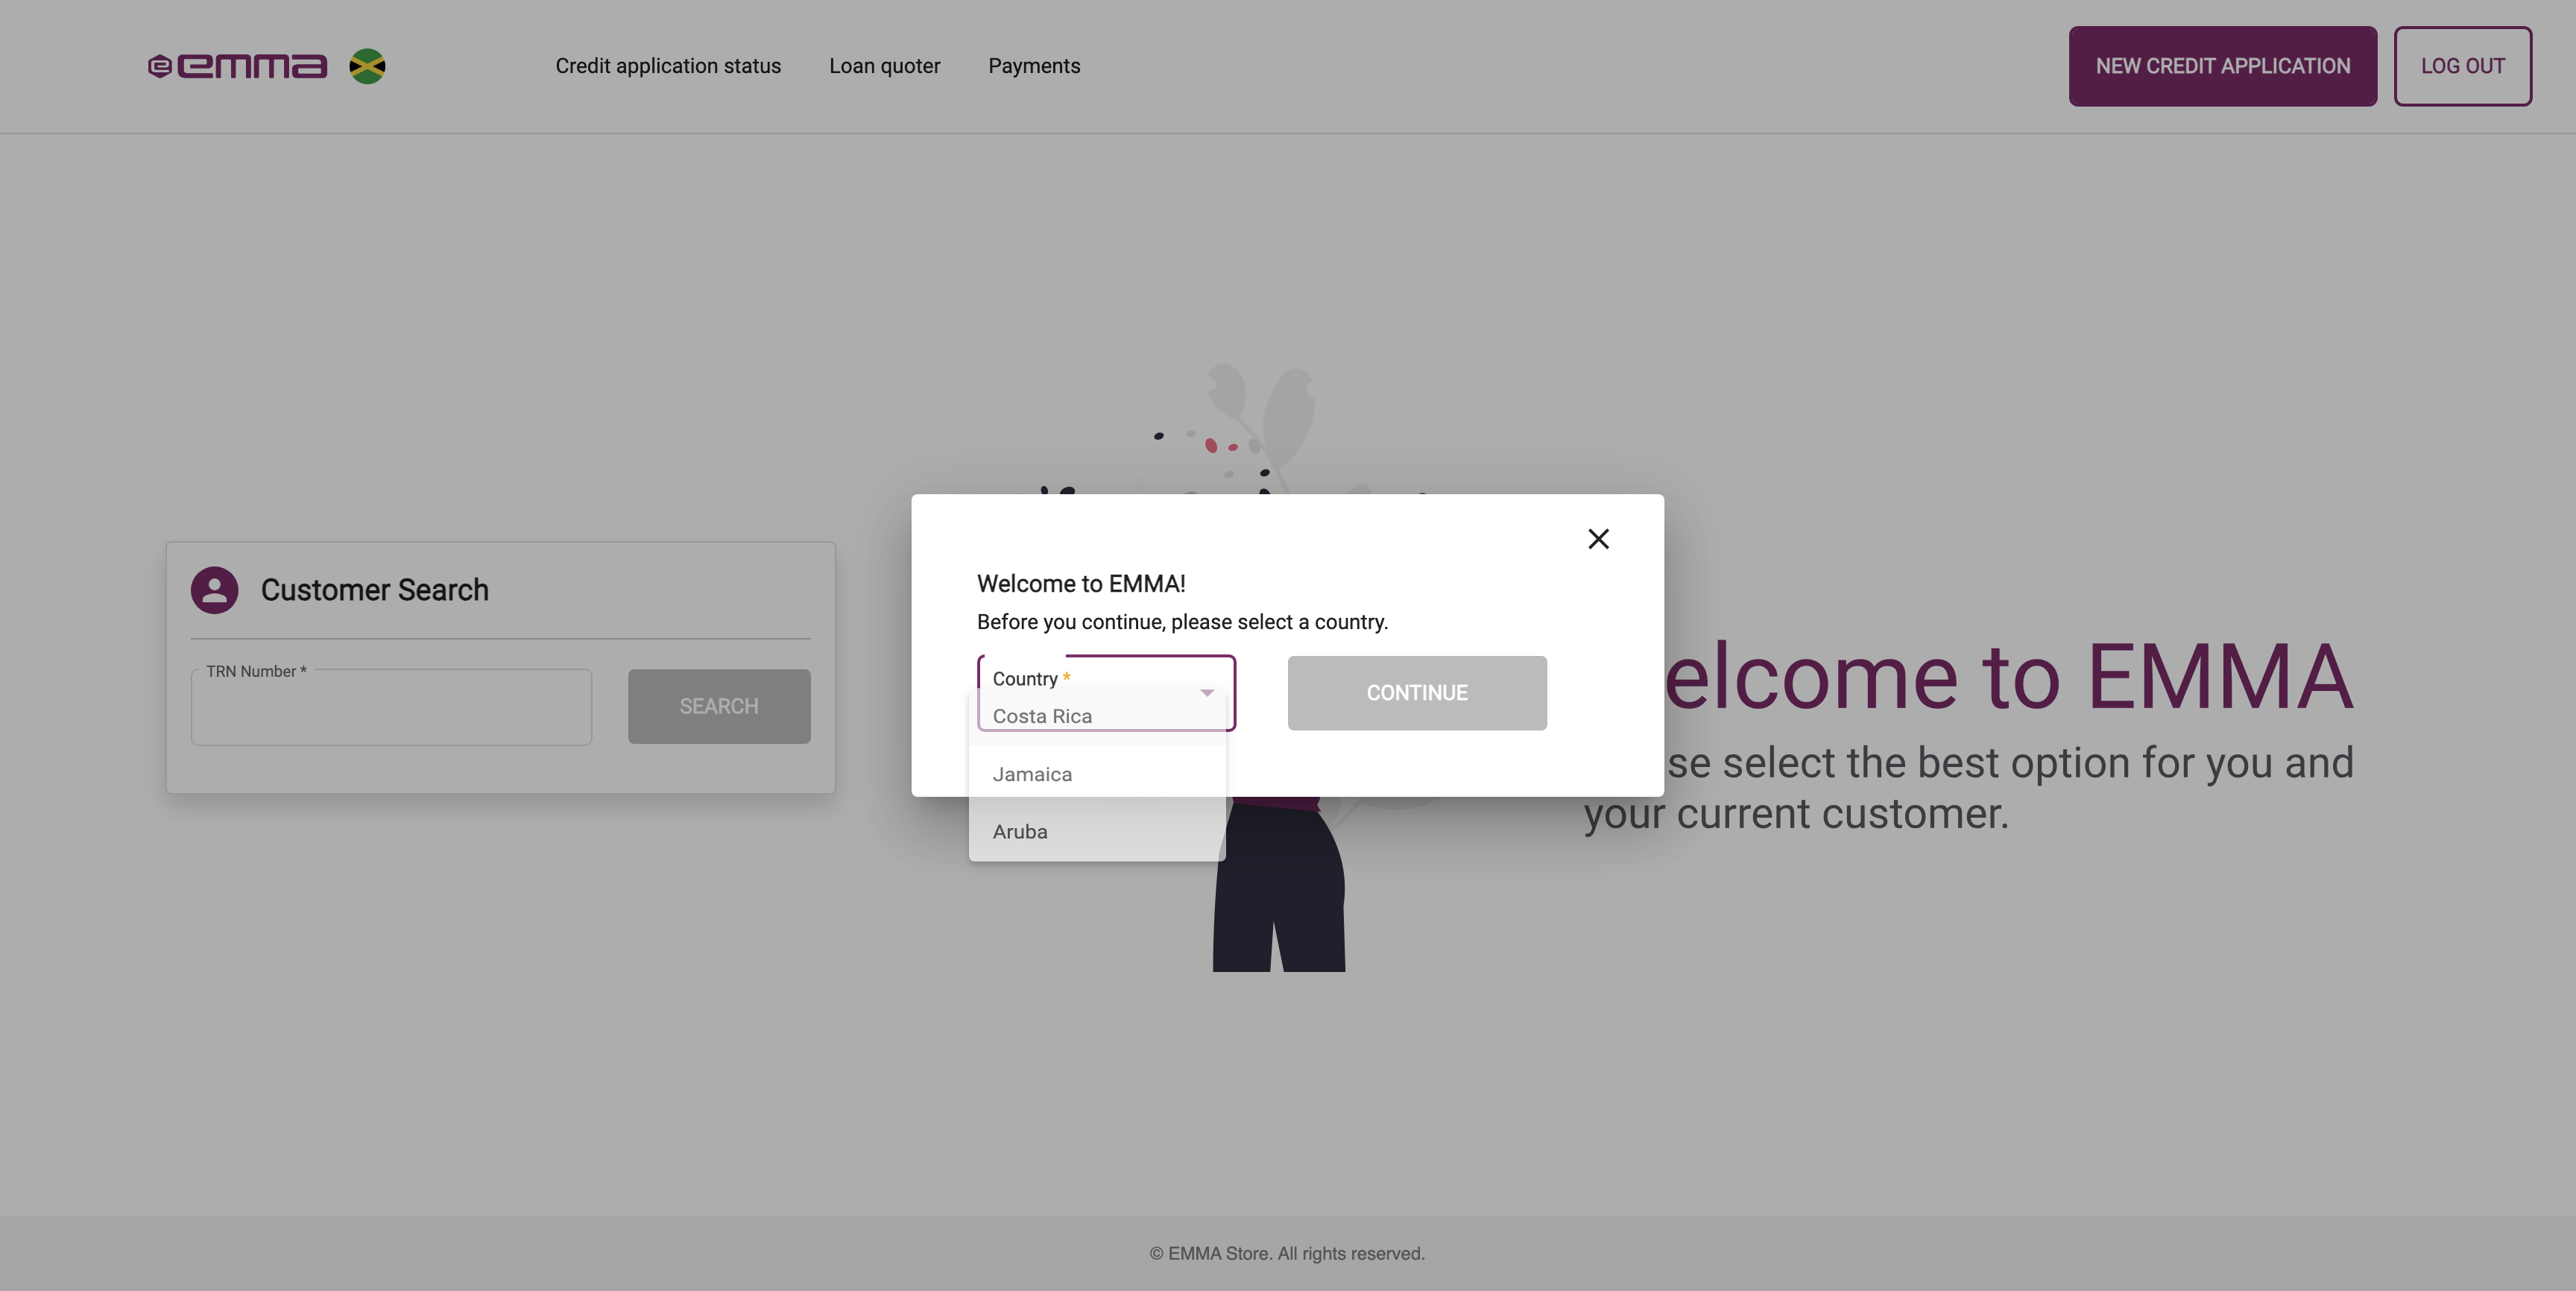 emma
Credit application status
Loan quoter
Payments
NEW CREDIT APPLICATION
LOG OUT
Customer Search
TRN Number *
SEARCH
Welcome to EMMA!
Before you continue, please select a country.
Country *
Costa Rica
Jamaica
Aruba
CONTINUE
elcome to EMMA
se select the best option for you and
your current customer.
© EMMA Store. All rights reserved.